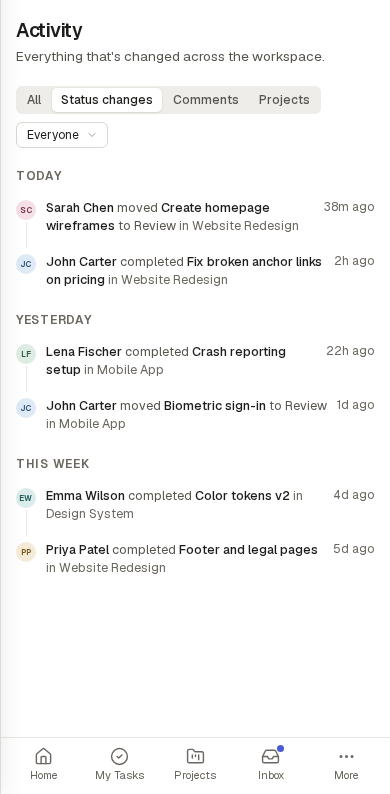 Activity
Everything that's changed across the workspace.
All Status changes Comments Projects
Everyone
TODAY
SC Sarah Chen moved Create homepage 38m ago
wireframes to Review in Website Redesign
JC John Carter completed Fix broken anchor links 2h ago
on pricing in Website Redesign
YESTERDAY
LF Lena Fischer completed Crash reporting 22h ago
setup in Mobile App
JC John Carter moved Biometric sign-in to Review 1d ago
in Mobile App
THIS WEEK
EW Emma Wilson completed Color tokens v2 in 4d ago
Design System
PP Priya Patel completed Footer and legal pages 5d ago
in Website Redesign
Home My Tasks Projects Inbox More